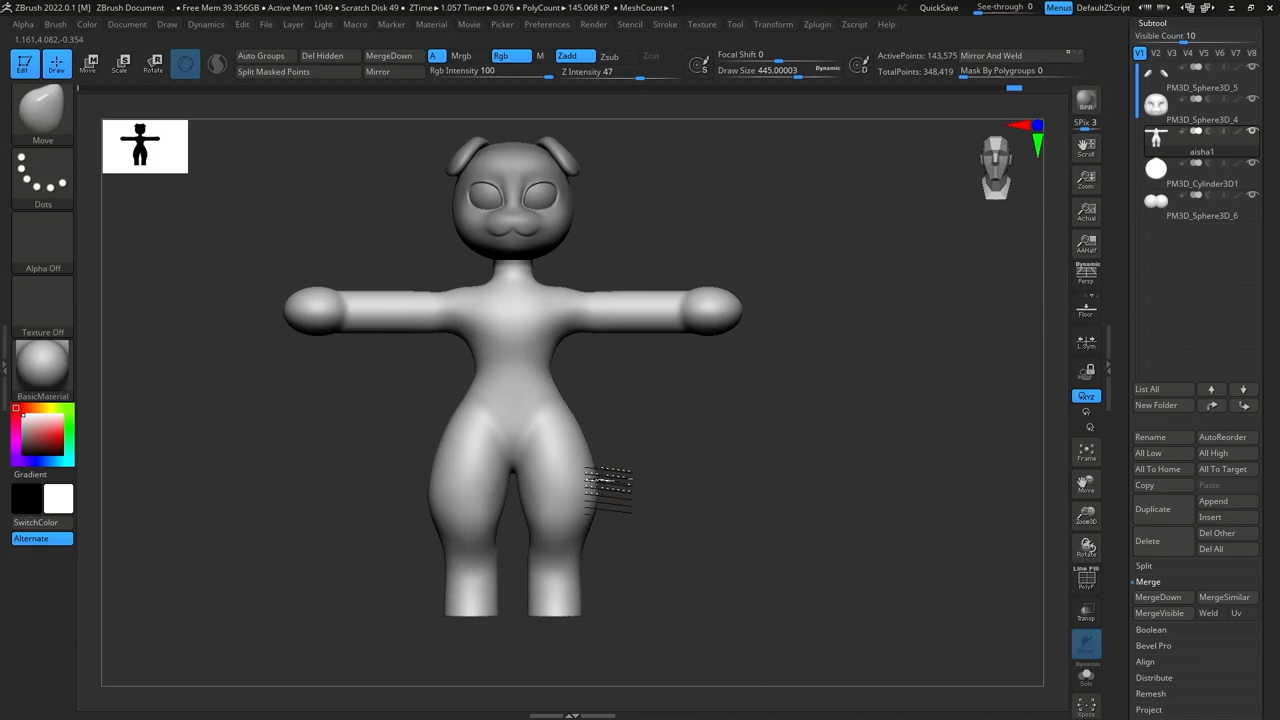 ZBrush 2022.0.1 [M] ZBrush Document . ● Free Mem 39.356GB ● Active Mem 1049 ● Scratch Disk 49 ● ZTime ▸ 1.057 Timer ▸ 0.076 ● PolyCount ▸ 145.068 KP ● MeshCount ▸ 1 AC QuickSave See-through 0 Menus DefaultZScript
Alpha Brush Color Document Draw Dynamics Edit File Layer Light Macro Marker Material Movie Picker Preferences Render Stencil Stroke Texture Tool Transform Zplugin Zscript Help
1.161,4.082,-0.354
Edit Draw Move Scale Rotate
Auto Groups Del Hidden MergeDown A Mrgb Rgb M Zadd Zsub Zcut
Split Masked Points Mirror Rgb Intensity 100 Z Intensity 47
S Focal Shift 0
Draw Size 445.00003 Dynamic
D ActivePoints: 143,575 Mirror And Weld
TotalPoints: 348,419 Mask By Polygroups 0
Move
Dots
Alpha Off
Texture Off
BasicMaterial
Gradient
SwitchColor
Alternate
BPR
SPix 3
Scroll
Zoom
Actual
AAHalf
Dynamic
Persp
Floor
L.Sym
XYZ
Frame
Move
Zoom3D
Rotate
Line Fill
PolyF
Transp
Ghost
Dynamic
Solo
Xpose
Subtool
Visible Count 10
V1 V2 V3 V4 V5 V6 V7 V8
PM3D_Sphere3D_5
PM3D_Sphere3D_4
aisha1
PM3D_Cylinder3D1
PM3D_Sphere3D_6
List All
New Folder
Rename AutoReorder
All Low All High
All To Home All To Target
Copy Paste
Duplicate Append
Insert
Delete Del Other
Del All
Split
Merge
MergeDown MergeSimilar
MergeVisible Weld Uv
Boolean
Bevel Pro
Align
Distribute
Remesh
Project